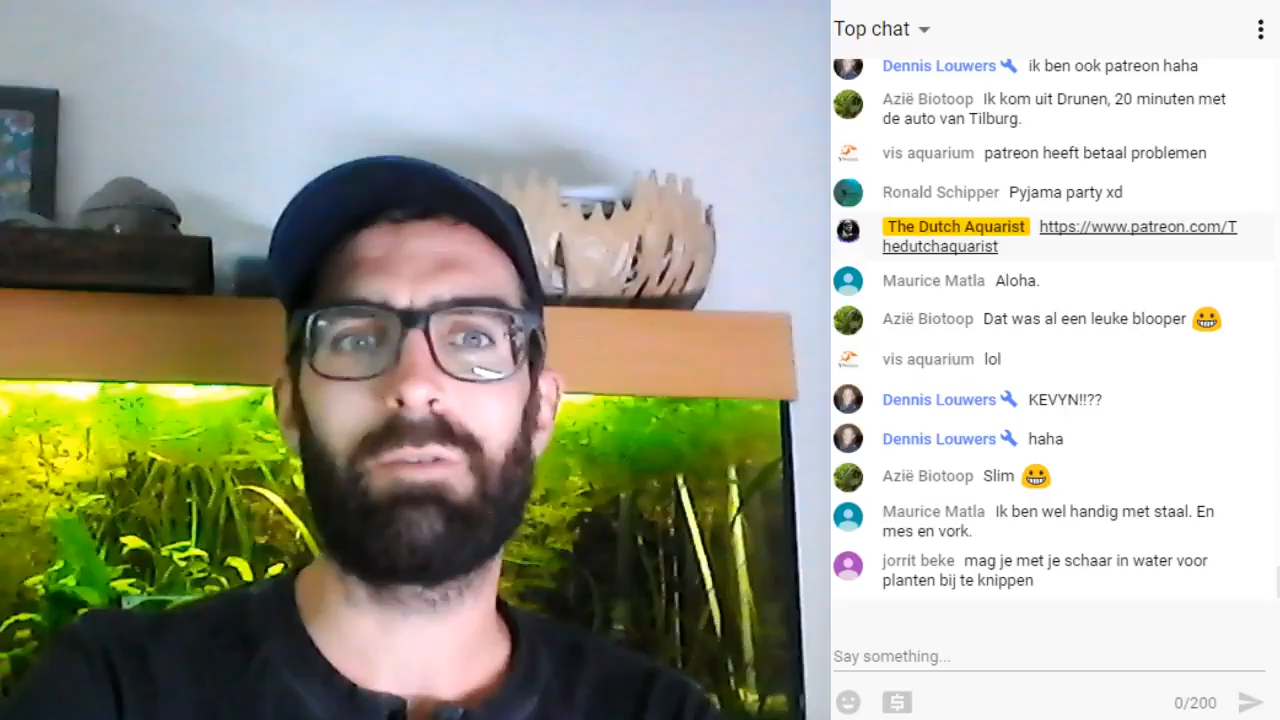 Top chat
Dennis Louwers ik ben ook patreon haha
Azië Biotoop Ik kom uit Drunen, 20 minuten met
de auto van Tilburg.
vis aquarium patreon heeft betaal problemen
Ronald Schipper Pyjama party xd
The Dutch Aquarist https://www.patreon.com/T
hedutchaquarist
Maurice Matla Aloha.
Azië Biotoop Dat was al een leuke blooper 😀
vis aquarium lol
Dennis Louwers KEVYN!!??
Dennis Louwers haha
Azië Biotoop Slim 😀
Maurice Matla Ik ben wel handig met staal. En
mes en vork.
jorrit beke mag je met je schaar in water voor
planten bij te knippen
Say something...
0/200